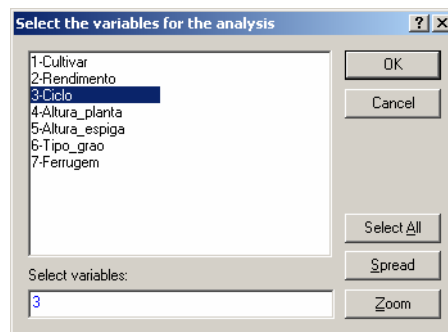 Select the variables for the analysis
1-Cultivar
2-Rendimento
3-Ciclo
4-Altura_planta
5-Altura_espiga
6-Tipo_grao
7-Ferrugem
OK
Cancel
Select All
Spread
Zoom
Select variables:
3